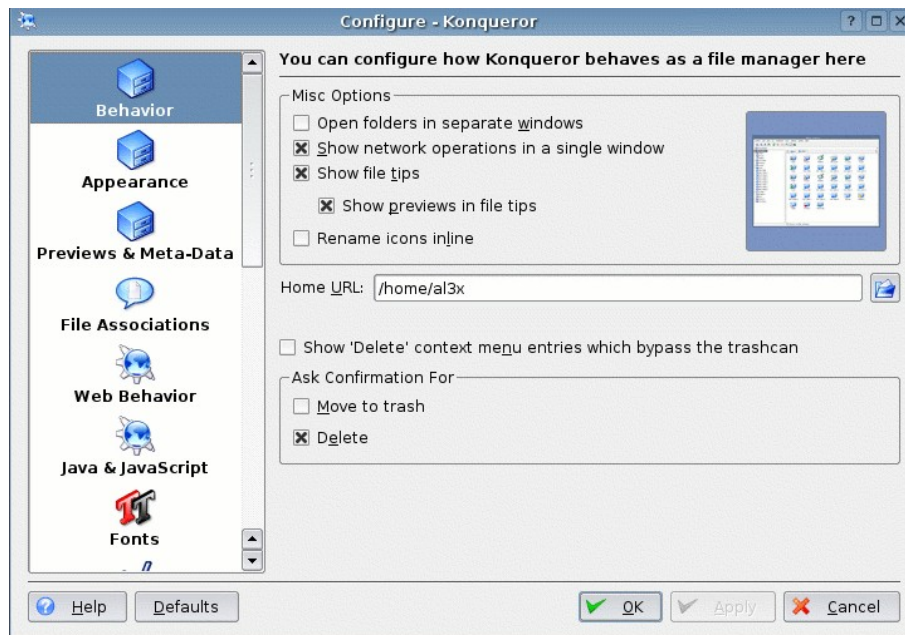 Configure - Konqueror
Behavior
Appearance
Previews & Meta-Data
File Associations
Web Behavior
Java & JavaScript
Fonts
You can configure how Konqueror behaves as a file manager here
Misc Options
Open folders in separate windows
Show network operations in a single window
Show file tips
Show previews in file tips
Rename icons inline
Home URL: /home/al3x
Show 'Delete' context menu entries which bypass the trashcan
Ask Confirmation For
Move to trash
Delete
Help Defaults OK Apply Cancel